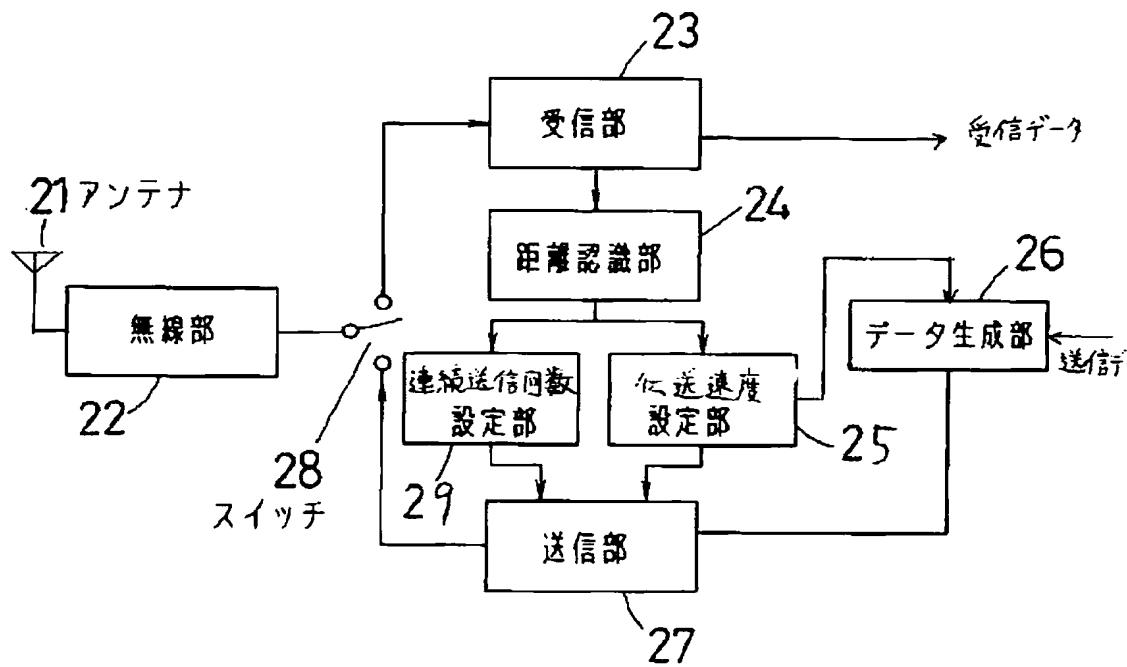 23
受信部
受信データ
21 アンテナ
24
距離認識部
26
無線部
データ生成部
送信デ
22
連続送信回数
設定部
伝送速度
設定部
25
28
スイッチ
29
送信部
27